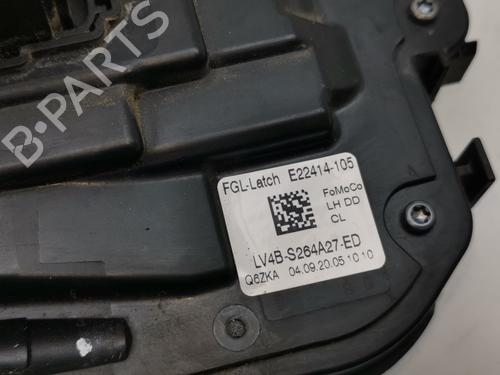 B-PARTS
FGL-Latch E22414-105
FoMoCo
LH DD
CL
LV4B-S264A27-ED
Q6ZKA 04.09.20.05 10 10